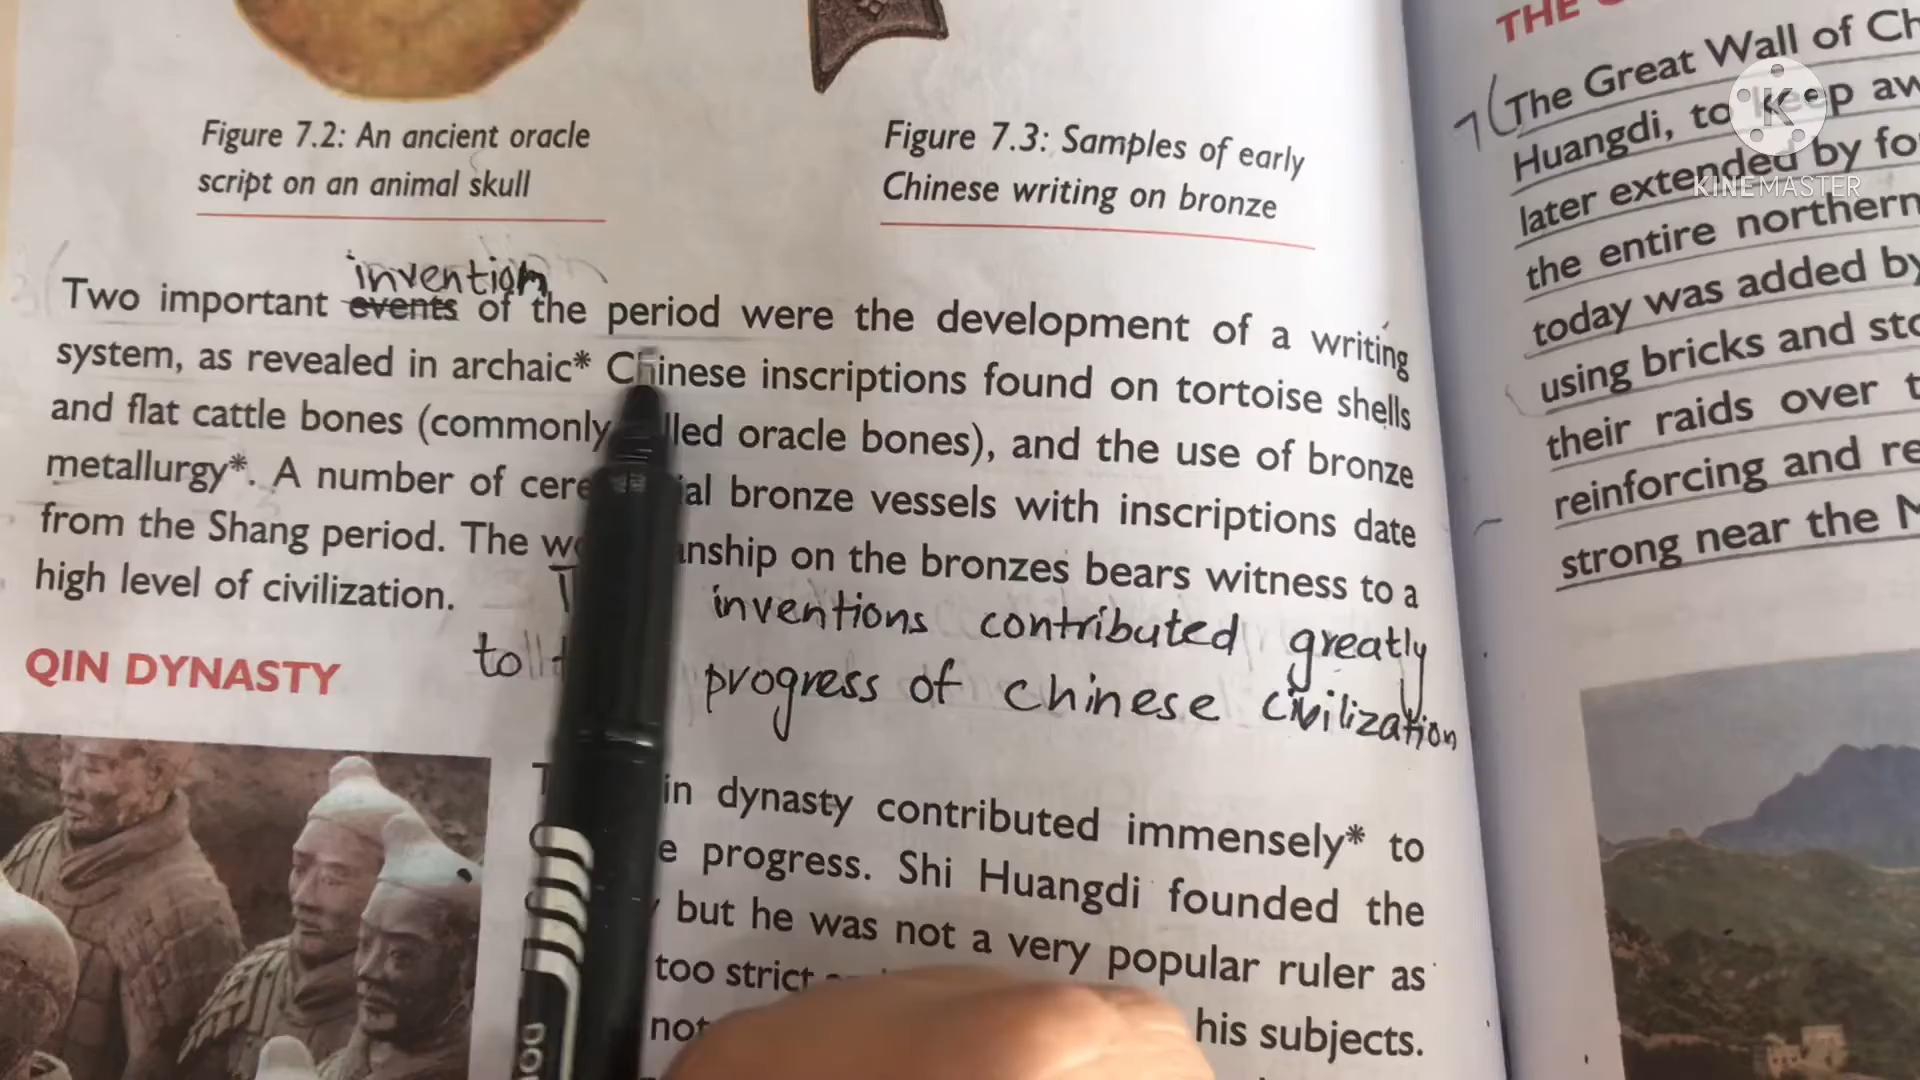 Figure 7.2: An ancient oracle
script on an animal skull
Figure 7.3: Samples of early
Chinese writing on bronze
invention
Two important events of the period were the development of a writing
system, as revealed in archaic* Chinese inscriptions found on tortoise shells
and flat cattle bones (commonly lled oracle bones), and the use of bronze
metallurgy*. A number of cere ial bronze vessels with inscriptions date
from the Shang period. The wo anship on the bronzes bears witness to a
high level of civilization.
inventions contributed greatly
to progress of chinese civilization
QIN DYNASTY
in dynasty contributed immensely* to
e progress. Shi Huangdi founded the
but he was not a very popular ruler as
too strict
not his subjects.
THE
7 (The Great Wall of Ch
Huangdi, to keep aw
later extended by fo
the entire northern
today was added by
using bricks and sto
their raids over t
reinforcing and re
strong near the M
K
KINEMASTER